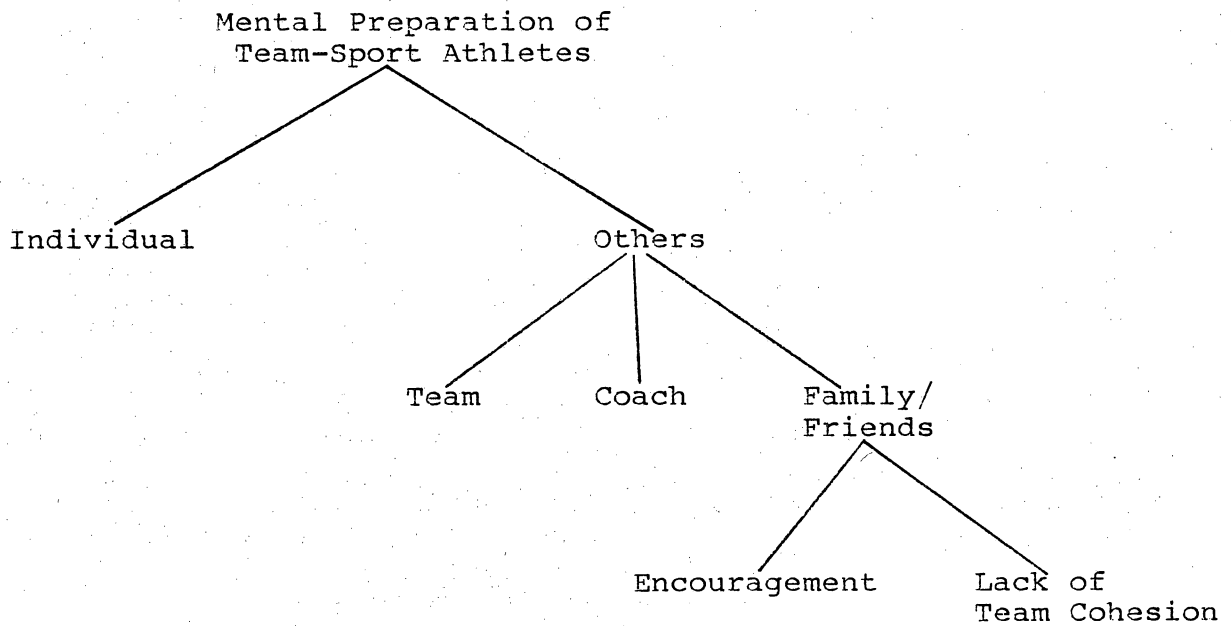 Mental Preparation of
Team-Sport Athletes
Individual
Others
Team
Coach
Family/
Friends
Encouragement
Lack of
Team Cohesion